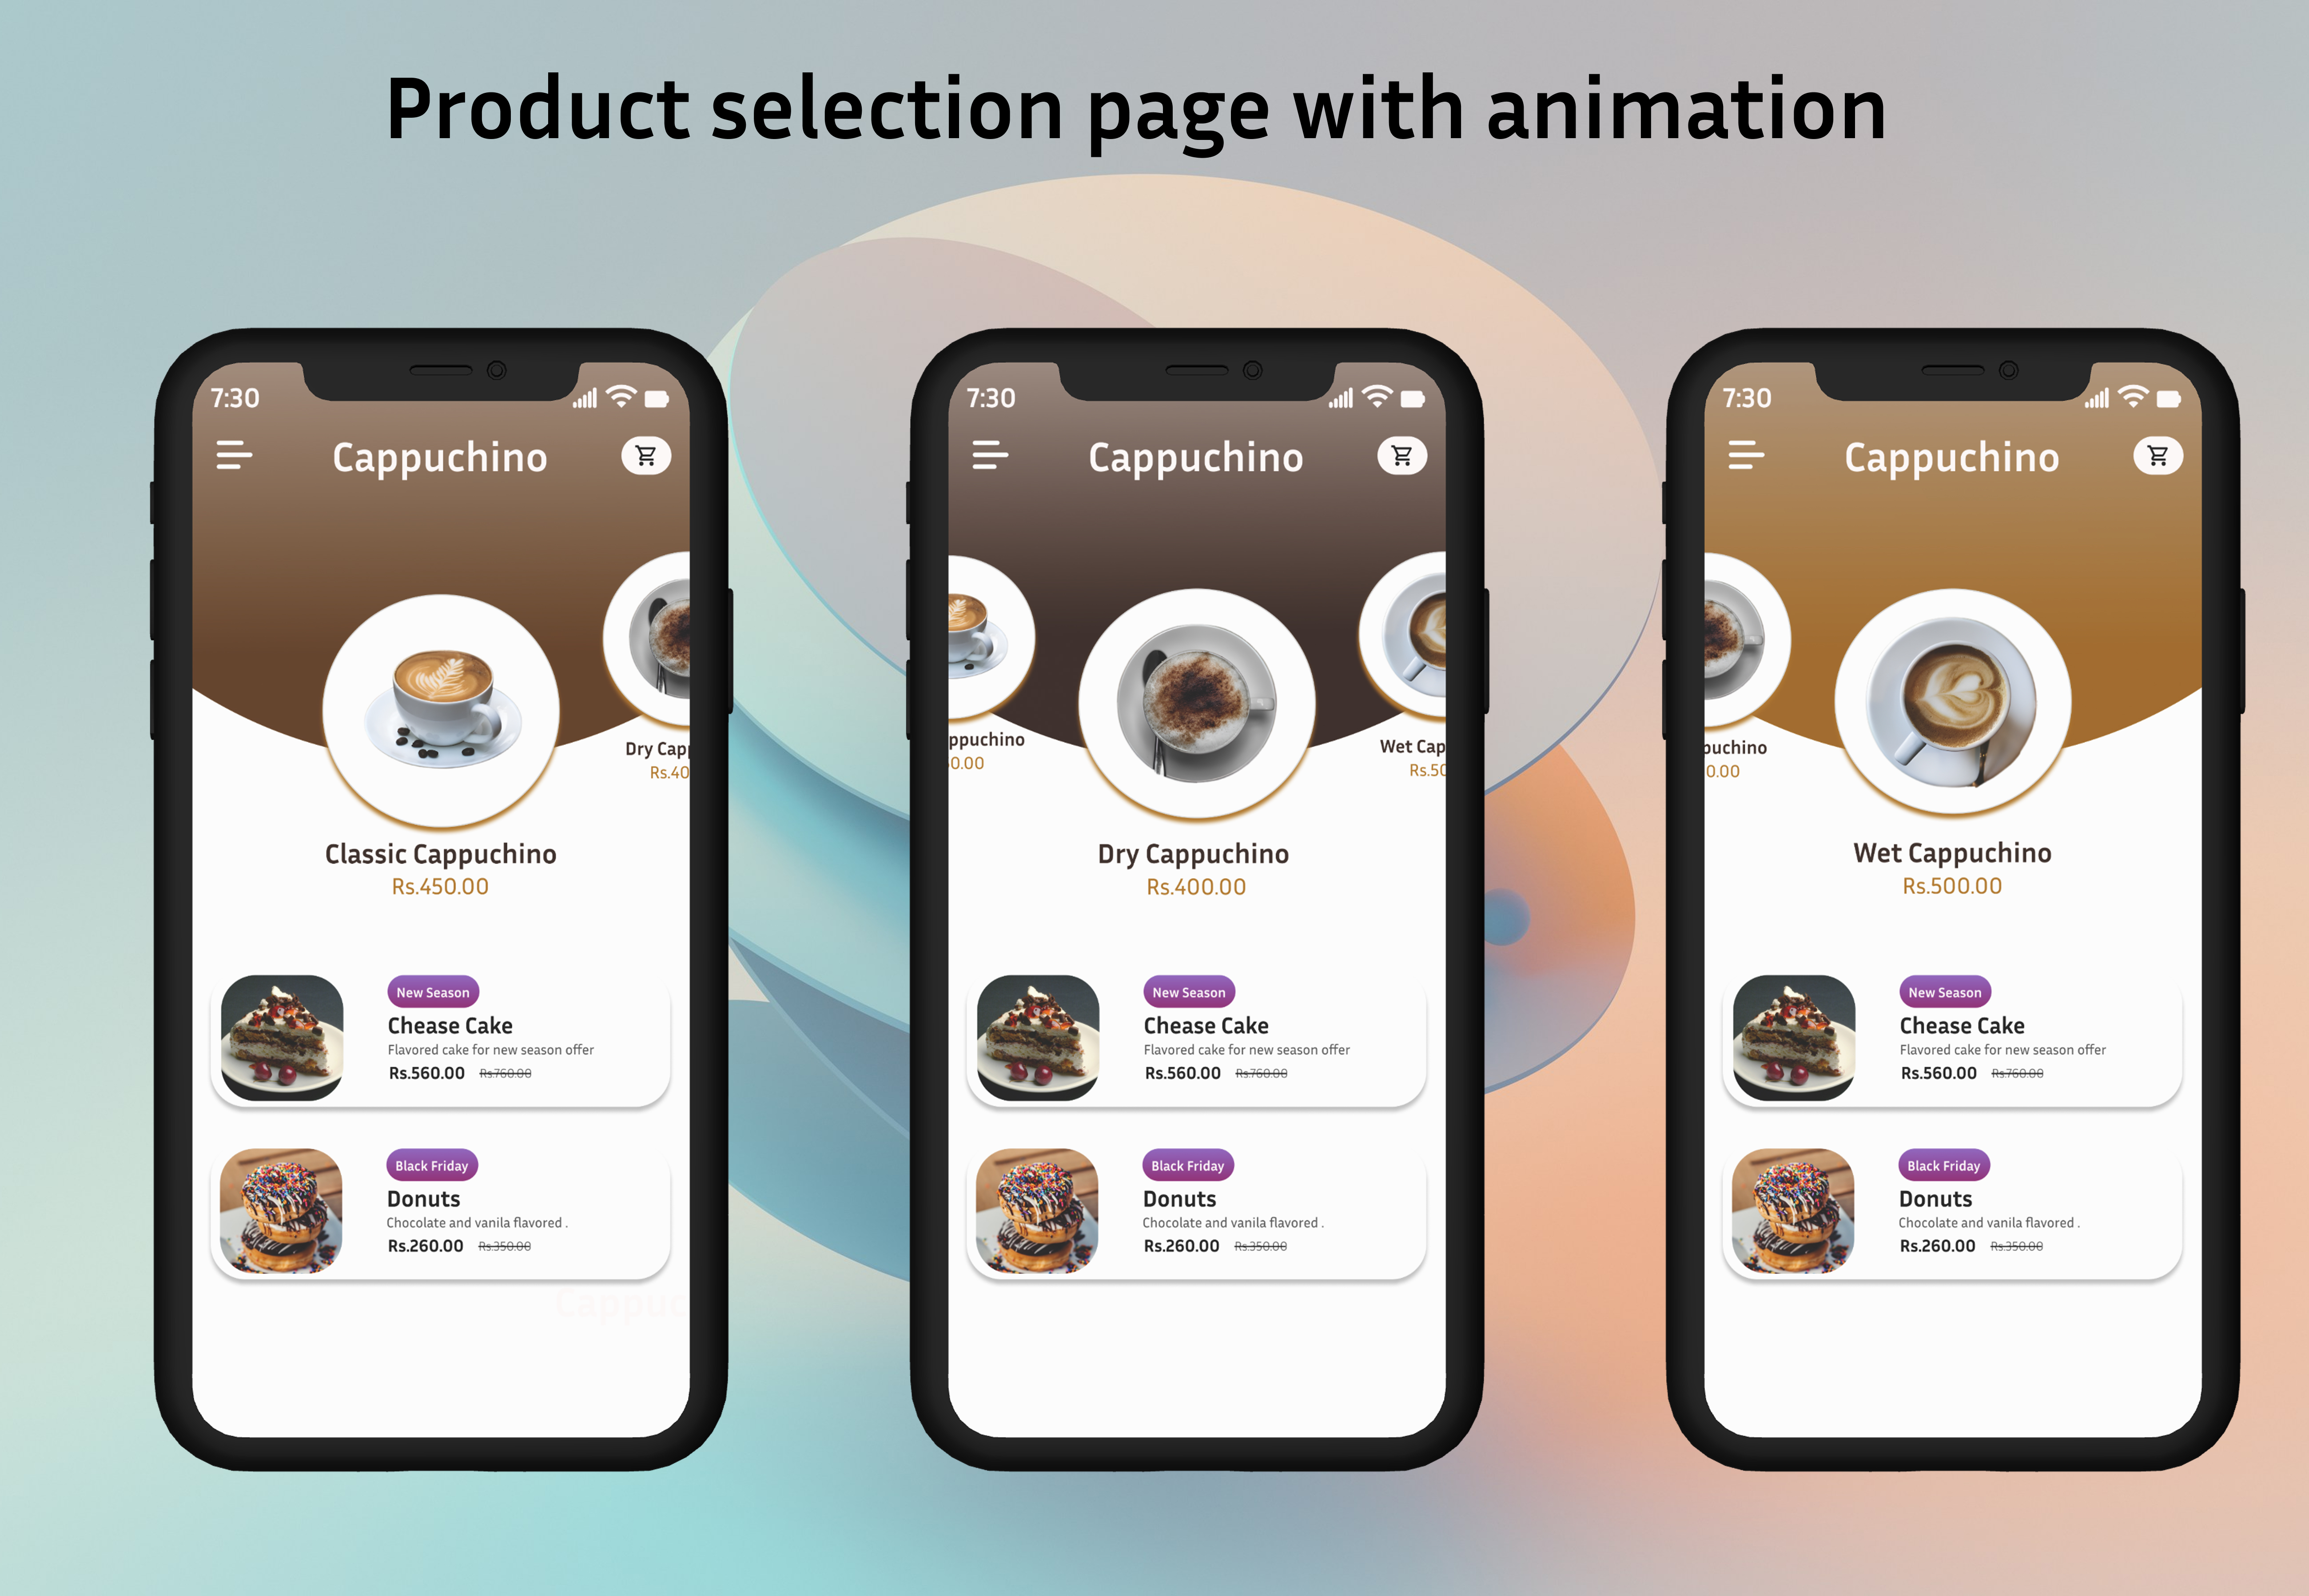 Product selection page with animation
7:30
Cappuchino
Dry Capp
Rs.40
Classic Cappuchino
Rs.450.00
New Season
Chease Cake
Flavored cake for new season offer
Rs.560.00 Rs.760.00
Black Friday
Donuts
Chocolate and vanila flavored .
Rs.260.00 Rs.350.00
Cappuc
7:30
Cappuchino
ppuchino
0.00
Wet Cap
Rs.50
Dry Cappuchino
Rs.400.00
New Season
Chease Cake
Flavored cake for new season offer
Rs.560.00 Rs.760.00
Black Friday
Donuts
Chocolate and vanila flavored .
Rs.260.00 Rs.350.00
7:30
Cappuchino
puchino
0.00
Wet Cappuchino
Rs.500.00
New Season
Chease Cake
Flavored cake for new season offer
Rs.560.00 Rs.760.00
Black Friday
Donuts
Chocolate and vanila flavored .
Rs.260.00 Rs.350.00